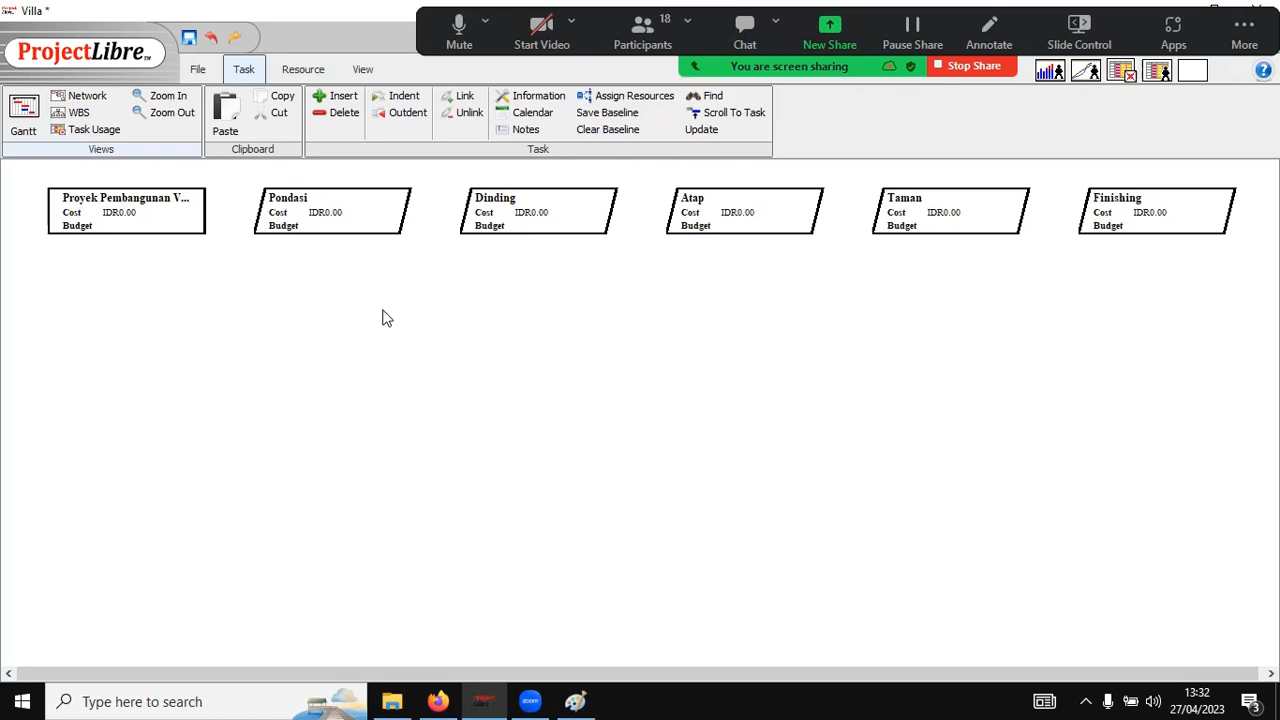 Villa *
Mute
Start Video
Participants
18
Chat
New Share
Pause Share
Annotate
Slide Control
Apps
More
You are screen sharing
Stop Share
ProjectLibre
File
Task
Resource
View
Gantt
Network
WBS
Task Usage
Zoom In
Zoom Out
Views
Paste
Copy
Cut
Clipboard
Insert
Delete
Indent
Outdent
Link
Unlink
Information
Calendar
Notes
Assign Resources
Save Baseline
Clear Baseline
Find
Scroll To Task
Update
Task
Proyek Pembangunan V...
Cost IDR0.00
Budget
Pondasi
Cost IDR0.00
Budget
Dinding
Cost IDR0.00
Budget
Atap
Cost IDR0.00
Budget
Taman
Cost IDR0.00
Budget
Finishing
Cost IDR0.00
Budget
Type here to search
zoom
13:32
27/04/2023
3